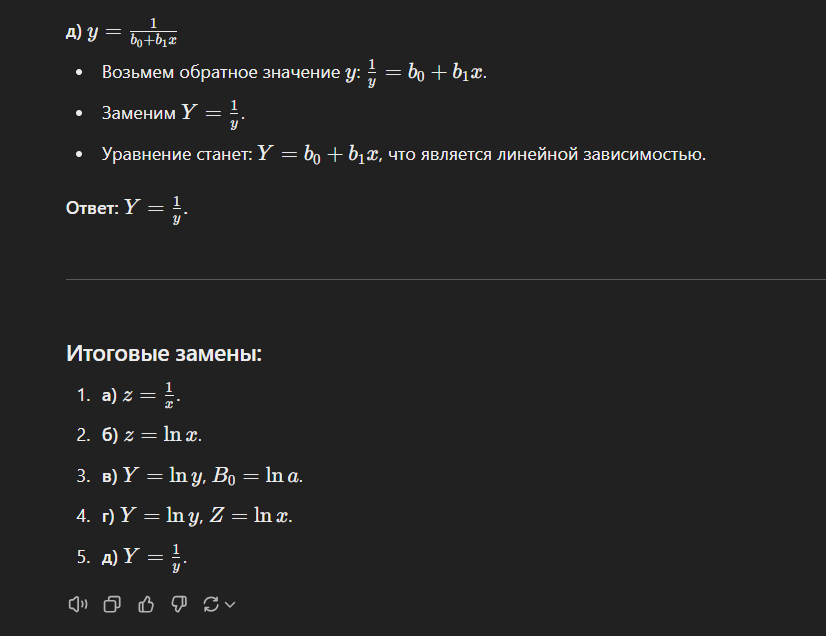 д) y = 1/(b₀+b₁x)
• Возьмем обратное значение y: 1/y = b₀ + b₁x.
• Заменим Y = 1/y.
• Уравнение станет: Y = b₀ + b₁x, что является линейной зависимостью.
Ответ: Y = 1/y.
Итоговые замены:
1. а) z = 1/x.
2. б) z = ln x.
3. в) Y = ln y, B₀ = ln a.
4. г) Y = ln y, Z = ln x.
5. д) Y = 1/y.